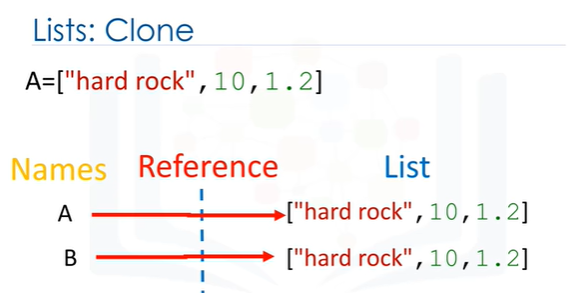 Lists: Clone
A=["hard rock",10,1.2]
Names Reference List
A ["hard rock",10,1.2]
B ["hard rock",10,1.2]